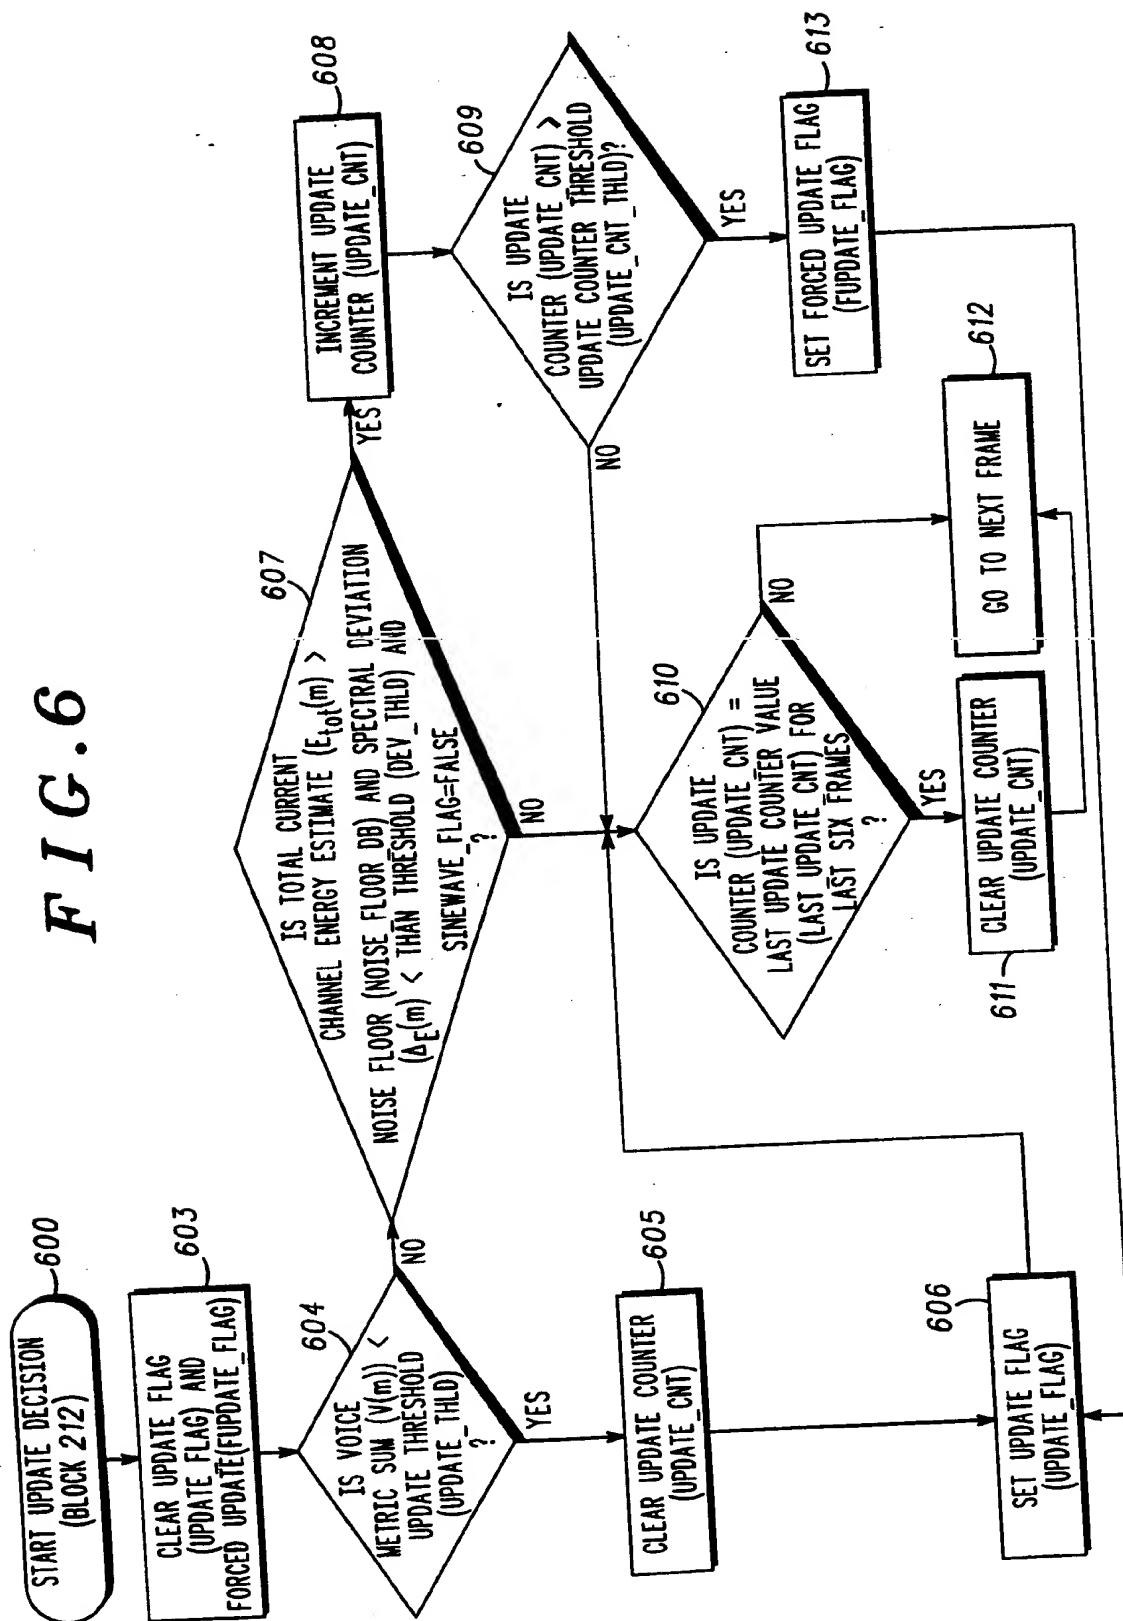 FIG.6
START UPDATE DECISION
(BLOCK 212)
600
CLEAR UPDATE FLAG
(UPDATE_FLAG) AND
FORCED UPDATE(FUPDATE_FLAG)
603
IS VOICE
METRIC SUM (V(m)) <
UPDATE THRESHOLD
(UPDATE_THLD)
?
604
NO
YES
CLEAR UPDATE COUNTER
(UPDATE_CNT)
605
SET UPDATE FLAG
(UPDATE_FLAG)
606
IS TOTAL CURRENT
CHANNEL ENERGY ESTIMATE (Etot(m) >
NOISE FLOOR (NOISE_FLOOR_DB) AND SPECTRAL DEVIATION
(ΔE(m) < THAN THRESHOLD (DEV_THLD) AND
SINEWAVE_FLAG=FALSE
?
607
YES
NO
INCREMENT UPDATE
COUNTER (UPDATE_CNT)
608
IS UPDATE
COUNTER (UPDATE_CNT) >
UPDATE COUNTER THRESHOLD
(UPDATE_CNT_THLD)?
609
NO
YES
IS UPDATE
COUNTER (UPDATE_CNT) =
LAST UPDATE COUNTER VALUE
(LAST_UPDATE_CNT) FOR
LAST SIX FRAMES
?
610
NO
YES
CLEAR UPDATE COUNTER
(UPDATE_CNT)
611
GO TO NEXT FRAME
612
SET FORCED UPDATE FLAG
(FUPDATE_FLAG)
613